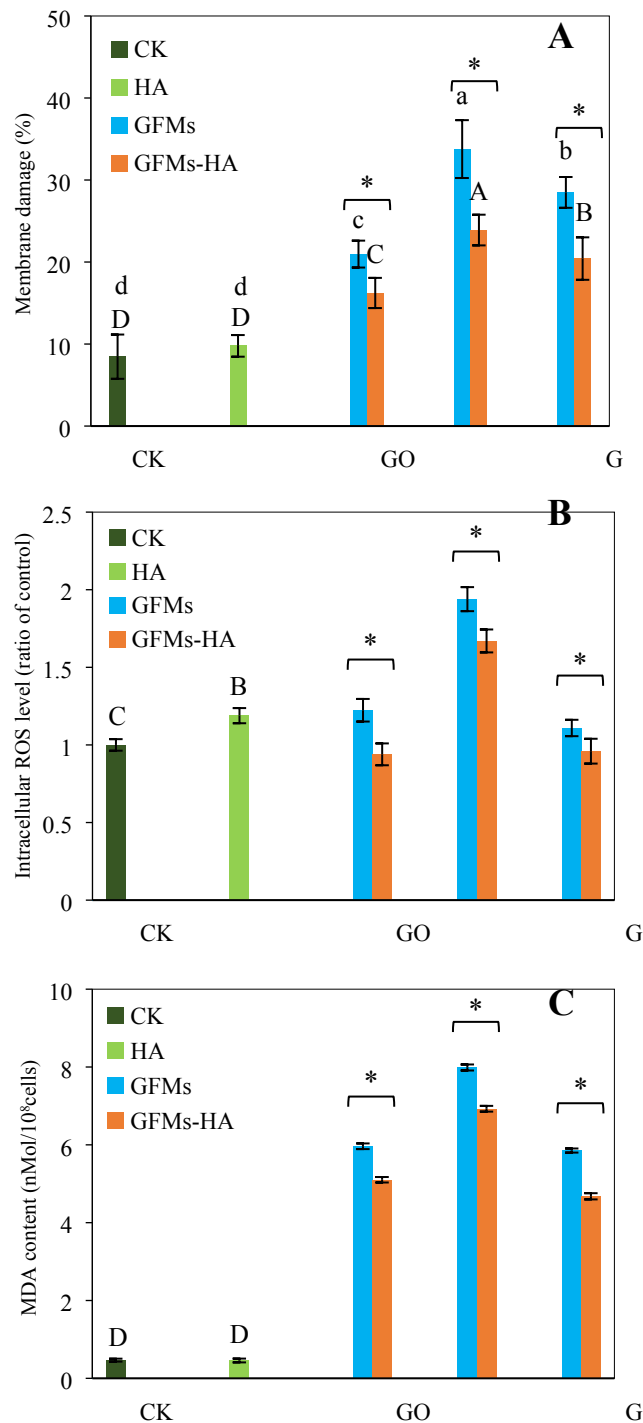 A
CK
HA
GFMs
GFMs-HA
Membrane damage (%)
50
40
30
20
10
0
d
D
d
D
*
c
C
*
a
A
*
b
B
CK GO G
B
CK
HA
GFMs
GFMs-HA
Intracellular ROS level (ratio of control)
2.5
2
1.5
1
0.5
0
C
B
*
*
*
CK GO G
C
CK
HA
GFMs
GFMs-HA
MDA content (nMol/10⁸cells)
10
8
6
4
2
0
D
D
*
*
*
CK GO G